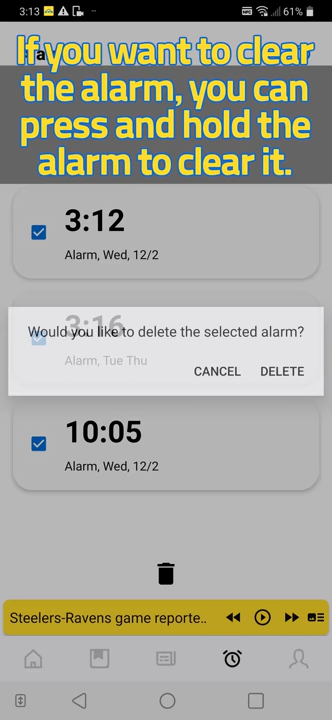 3:13
61%
If you want to clear
the alarm, you can
press and hold the
alarm to clear it.
3:12
Alarm, Wed, 12/2
3:16
Would you like to delete the selected alarm?
Alarm, Tue Thu
CANCEL DELETE
10:05
Alarm, Wed, 12/2
Steelers-Ravens game reporte..